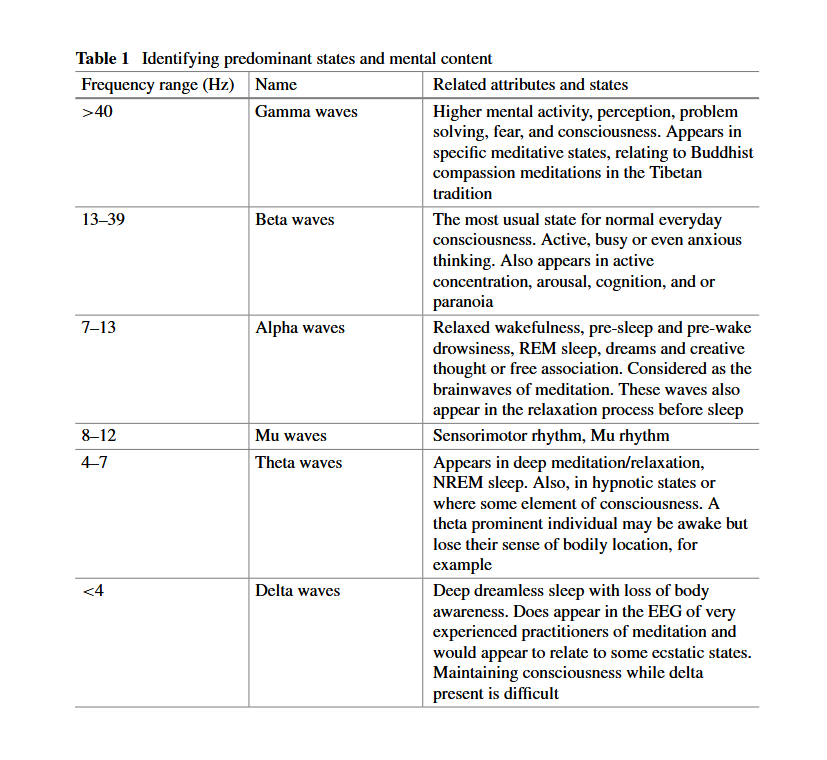 Table 1 Identifying predominant states and mental content
Frequency range (Hz) Name Related attributes and states
>40 Gamma waves Higher mental activity, perception, problem
solving, fear, and consciousness. Appears in
specific meditative states, relating to Buddhist
compassion meditations in the Tibetan
tradition
13–39 Beta waves The most usual state for normal everyday
consciousness. Active, busy or even anxious
thinking. Also appears in active
concentration, arousal, cognition, and or
paranoia
7–13 Alpha waves Relaxed wakefulness, pre-sleep and pre-wake
drowsiness, REM sleep, dreams and creative
thought or free association. Considered as the
brainwaves of meditation. These waves also
appear in the relaxation process before sleep
8–12 Mu waves Sensorimotor rhythm, Mu rhythm
4–7 Theta waves Appears in deep meditation/relaxation,
NREM sleep. Also, in hypnotic states or
where some element of consciousness. A
theta prominent individual may be awake but
lose their sense of bodily location, for
example
<4 Delta waves Deep dreamless sleep with loss of body
awareness. Does appear in the EEG of very
experienced practitioners of meditation and
would appear to relate to some ecstatic states.
Maintaining consciousness while delta
present is difficult